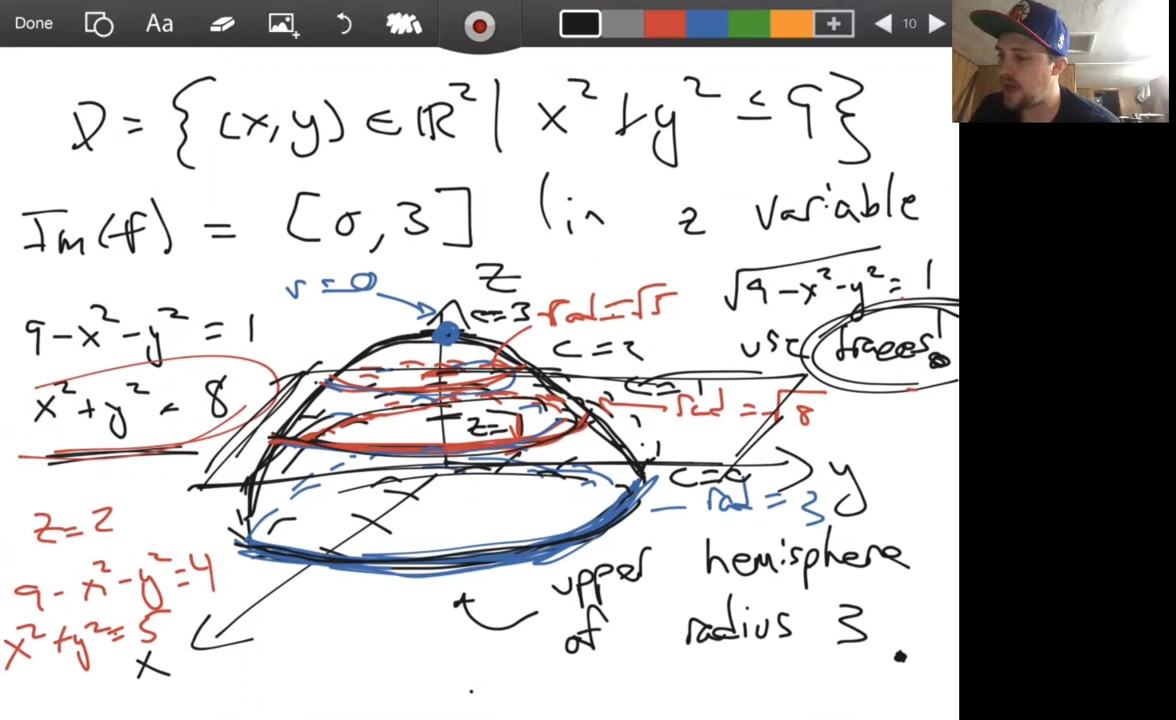 Done Aa 10
D = {(x,y) ∈ ℝ² | x² + y² ≤ 9}
Im(f) = [0, 3] (in z variable
r = 0
z
c = 3
rad = √5
√9 - x² - y² = 1
9 - x² - y² = 1
c = 2
use traces!
x² + y² = 8
c = 1
rad = √8
z = 1
c = 0
y
rad = 3
z = 2
9 - x² - y² = 4
x² + y² = 5
x
upper hemisphere
of radius 3.